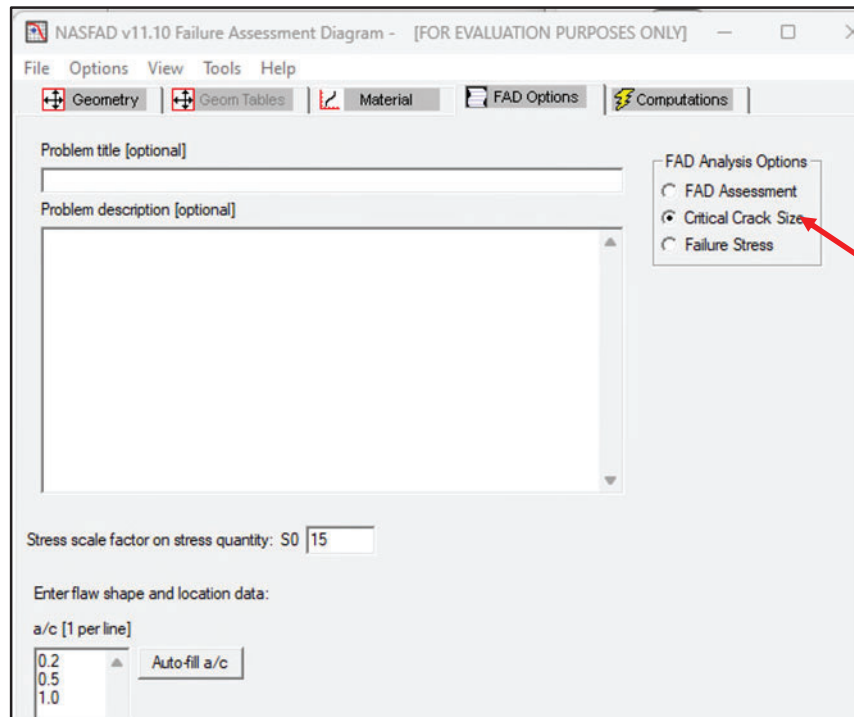 NASFAD v11.10 Failure Assessment Diagram - [FOR EVALUATION PURPOSES ONLY]
File Options View Tools Help
Geometry Geom Tables Material FAD Options Computations
Problem title [optional]
Problem description [optional]
FAD Analysis Options
FAD Assessment
Critical Crack Size
Failure Stress
Stress scale factor on stress quantity: S0 15
Enter flaw shape and location data:
a/c [1 per line]
0.2
0.5
1.0
Auto-fill a/c